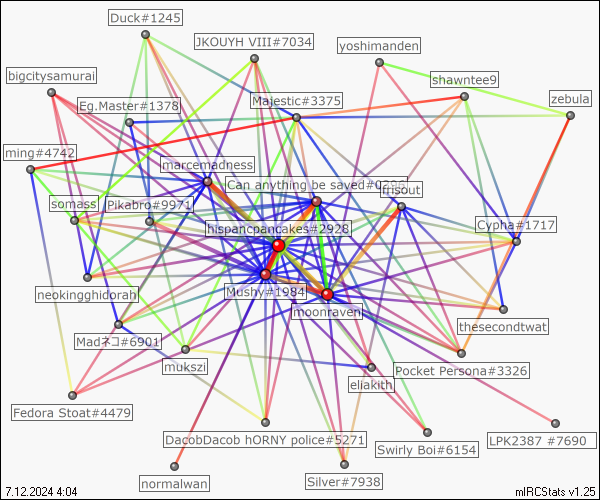 Duck#1245
JKOUYH VIII#7034
yoshimanden
bigcitysamurai
shawntee9
Eg.Master#1378
Majestic#3375
zebula
ming#4742
marcemadness
Can anything be saved
frisout
somass
Pikabro#9971
hispancpancakes#2928
Cypha#1717
neokingghidorah
Mushy#1984
moonraven
thesecondtwat
Madネコ#6901
mukszi
eliakith
Pocket Persona#3326
Fedora Stoat#4479
DacobDacob hORNY police#5271
Swirly Boi#6154
LPK2387 #7690
normalwan
Silver#7938
7.12.2024 4:04
mIRCStats v1.25